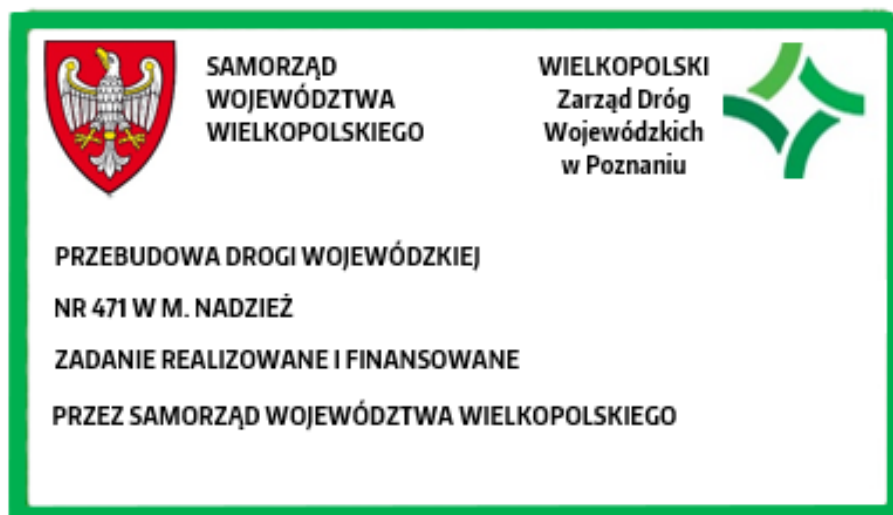 SAMORZĄD
WOJEWÓDZTWA
WIELKOPOLSKIEGO
WIELKOPOLSKI
Zarząd Dróg
Wojewódzkich
w Poznaniu
PRZEBUDOWA DROGI WOJEWÓDZKIEJ
NR 471 W M. NADZIEŻ
ZADANIE REALIZOWANE I FINANSOWANE
PRZEZ SAMORZĄD WOJEWÓDZTWA WIELKOPOLSKIEGO